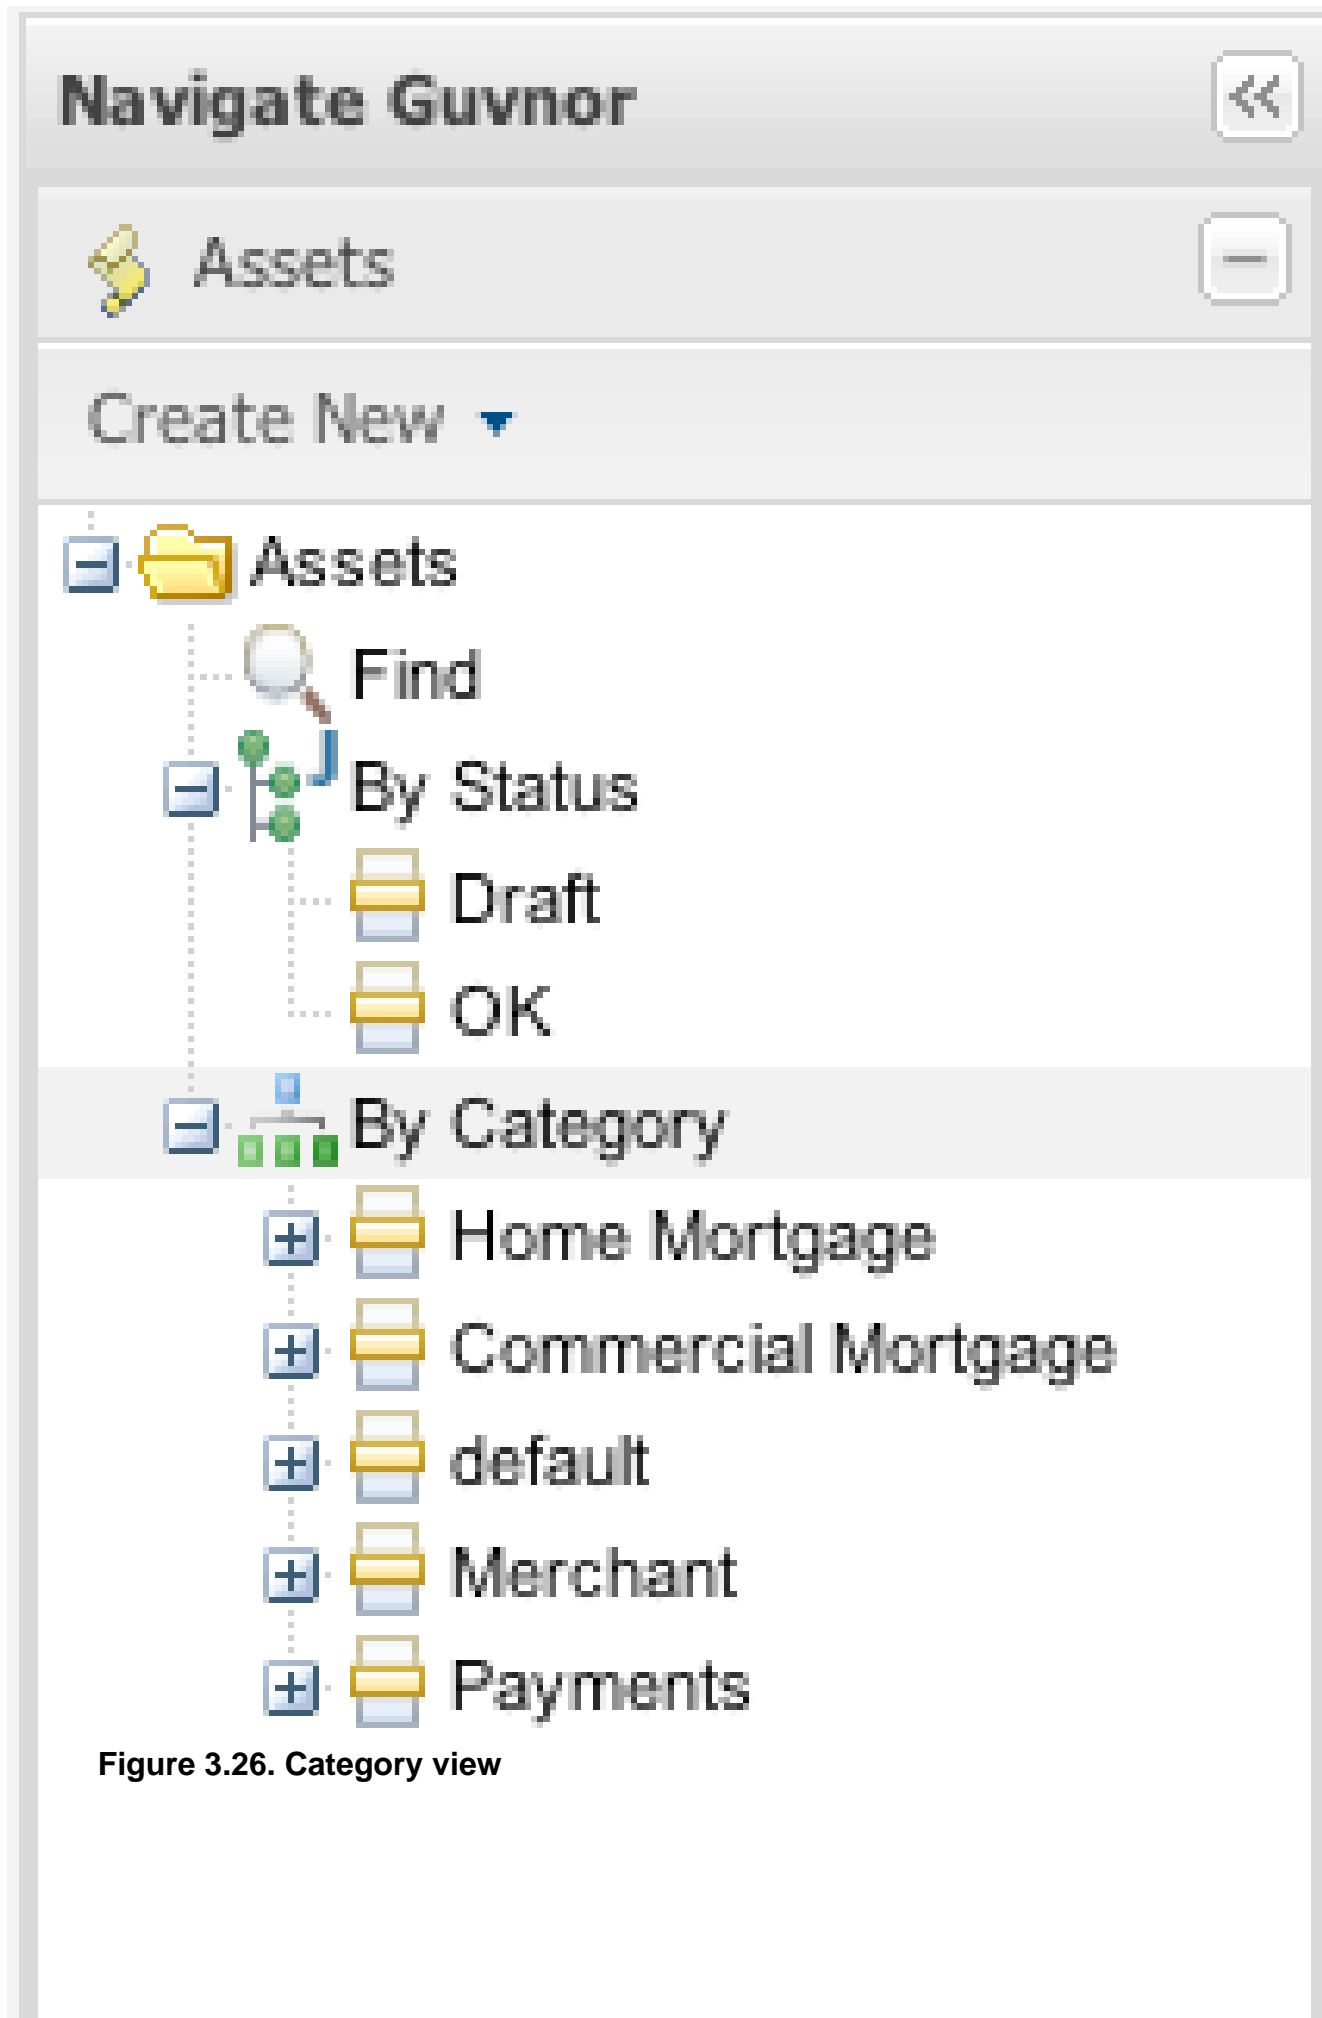 Navigate Guvnor
Assets
Create New
Assets
Find
By Status
Draft
OK
By Category
Home Mortgage
Commercial Mortgage
default
Merchant
Payments
Figure 3.26. Category view